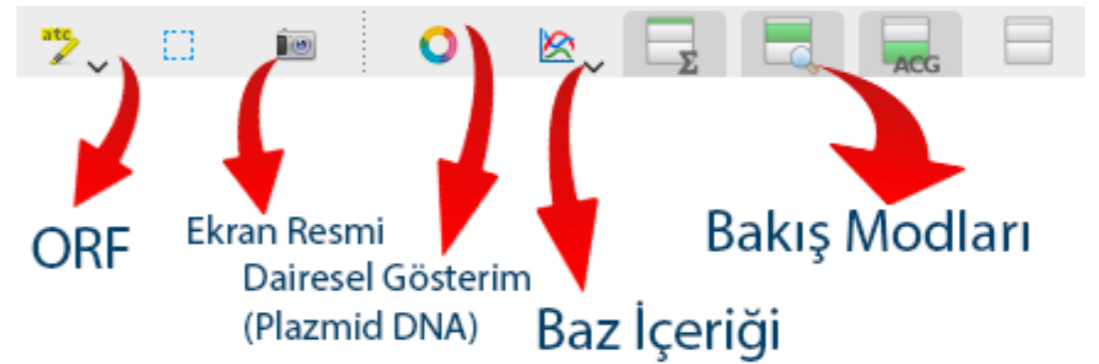 atc
Σ
ACG
ORF
Ekran Resmi
Dairesel Gösterim
(Plazmid DNA)
Baz İçeriği
Bakış Modları